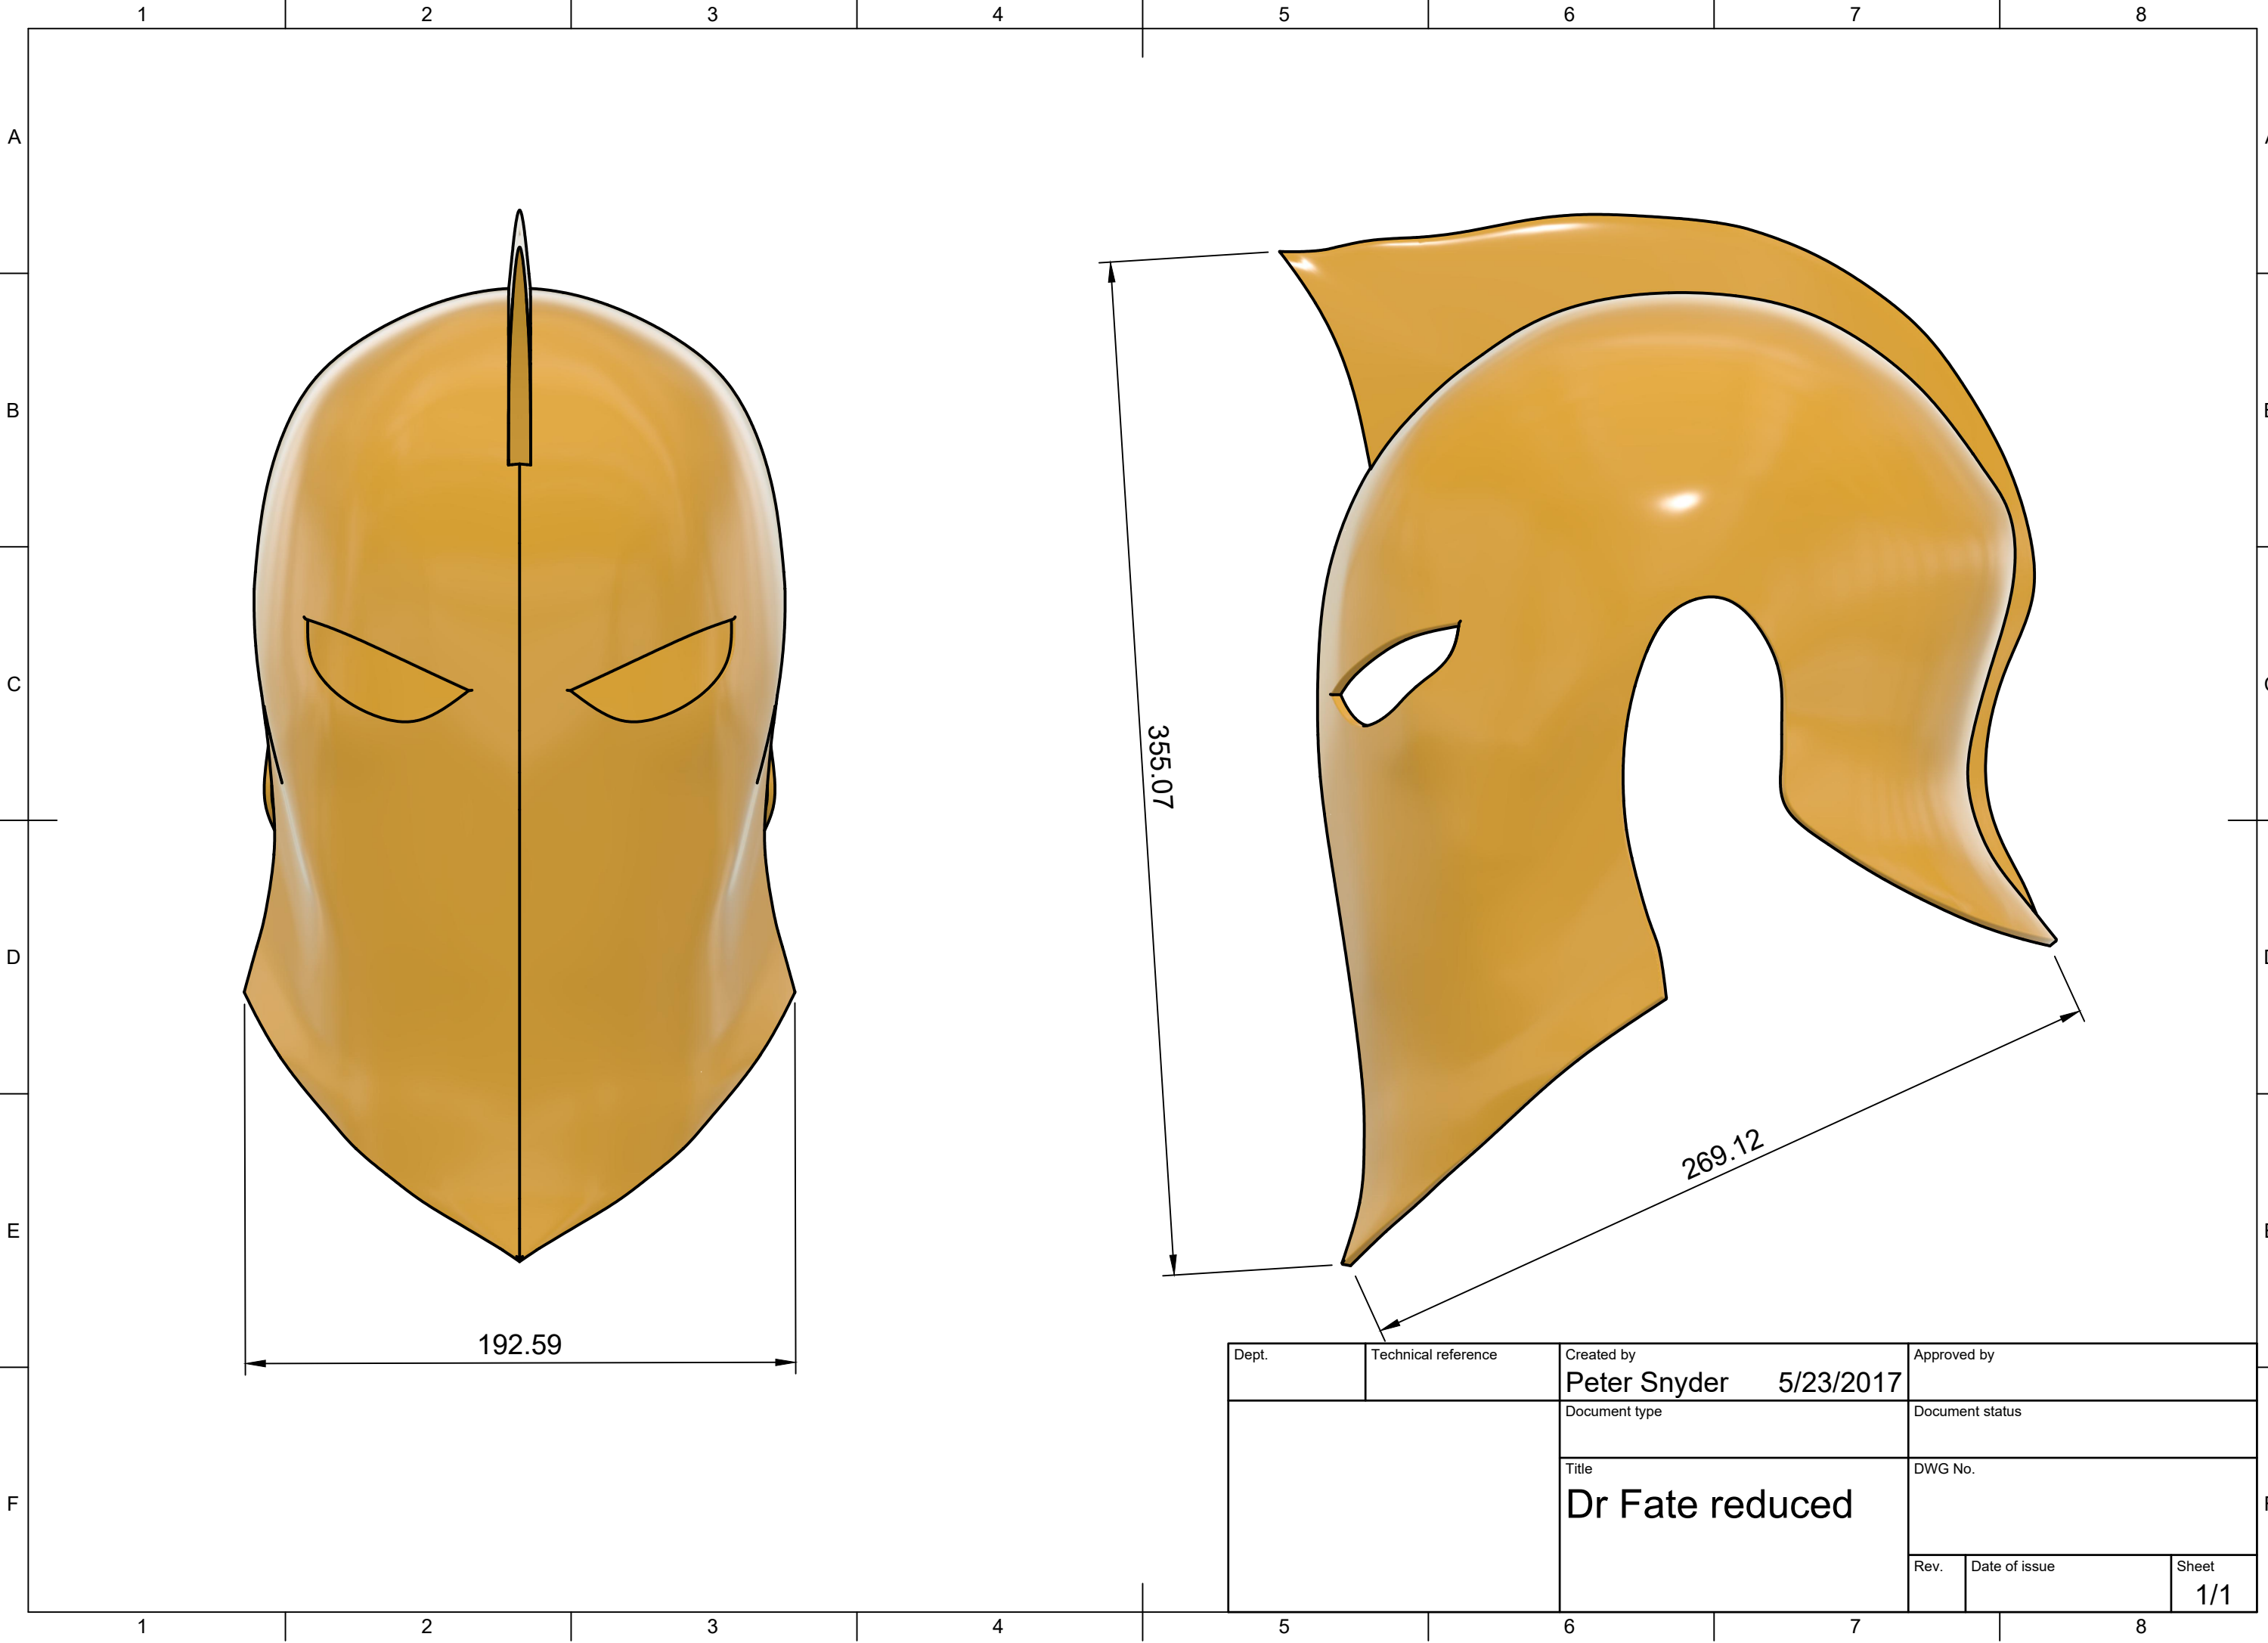 1 2 3 4 5 6 7 8
A A
B B
C C
D D
E E
F F
355.07
269.12
192.59
Dept. Technical reference Created by Approved by
Peter Snyder 5/23/2017
Document type Document status
Title DWG No.
Dr Fate reduced
Rev. Date of issue Sheet
1/1
1 2 3 4 5 6 7 8